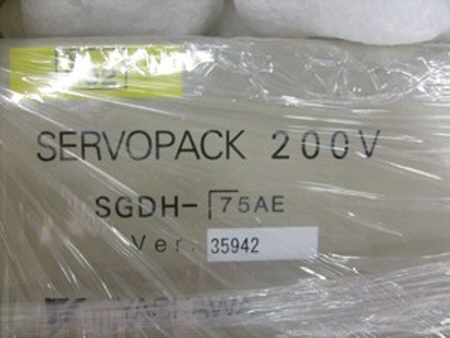 SERVOPACK 200V
SGDH-75AE
Ver. 35942
YASKAWA